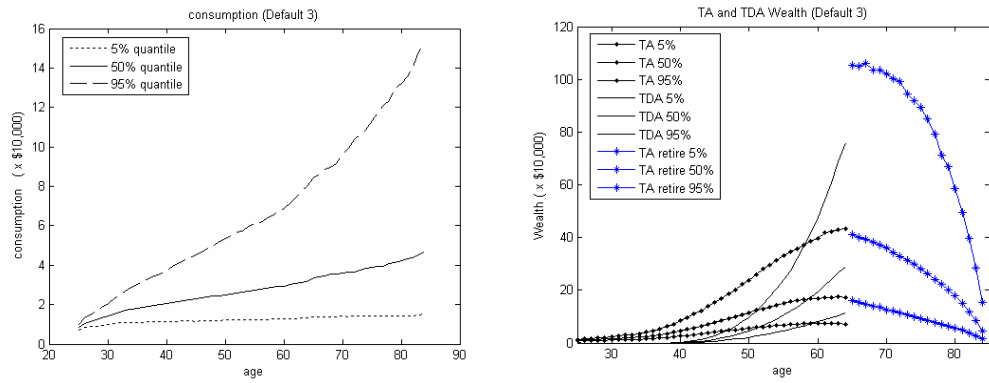 consumption (Default 3)
16
14
12
10
8
6
4
2
0
consumption ( x $10,000)
5% quantile
50% quantile
95% quantile
20 30 40 50 60 70 80 90
age
TA and TDA Wealth (Default 3)
120
100
80
60
40
20
0
Wealth ( x $10,000)
TA 5%
TA 50%
TA 95%
TDA 5%
TDA 50%
TDA 95%
TA retire 5%
TA retire 50%
TA retire 95%
30 40 50 60 70 80
age